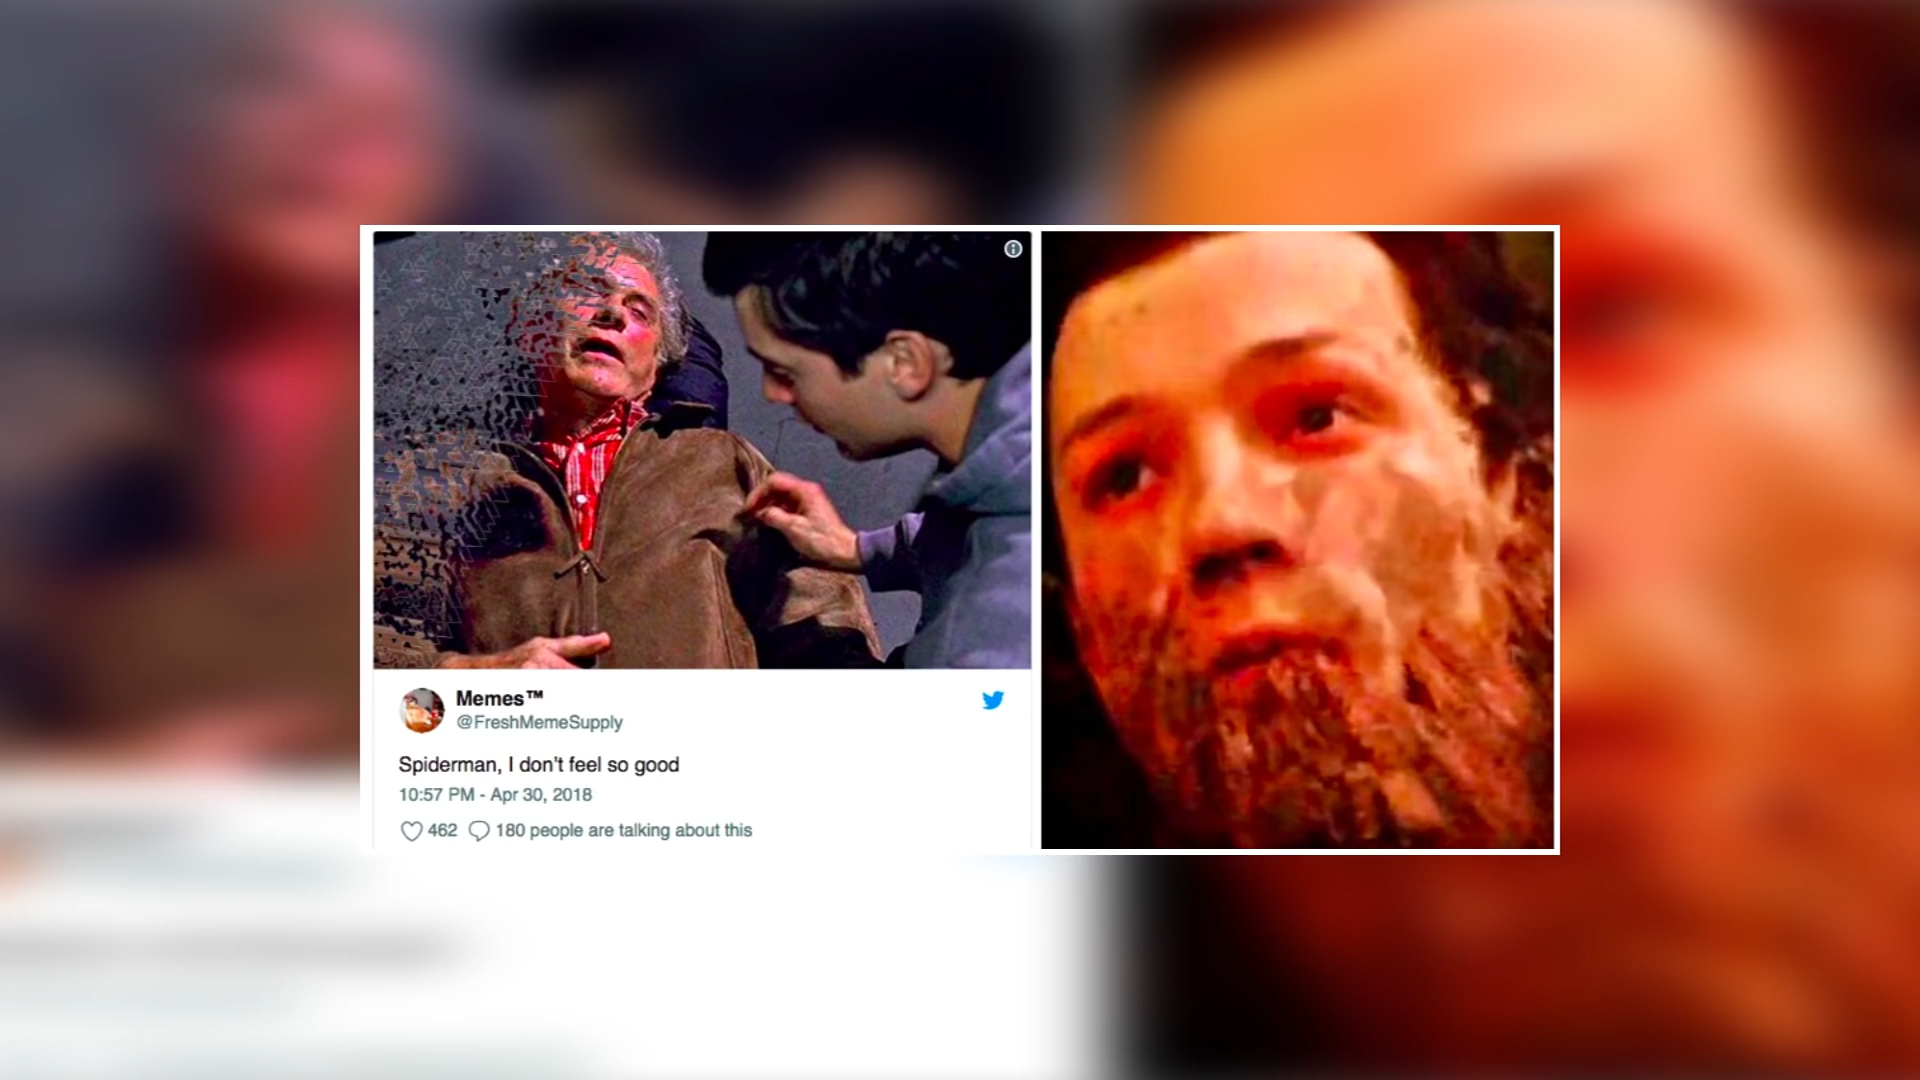 Memes™
@FreshMemeSupply
Spiderman, I don't feel so good
10:57 PM - Apr 30, 2018
462 180 people are talking about this